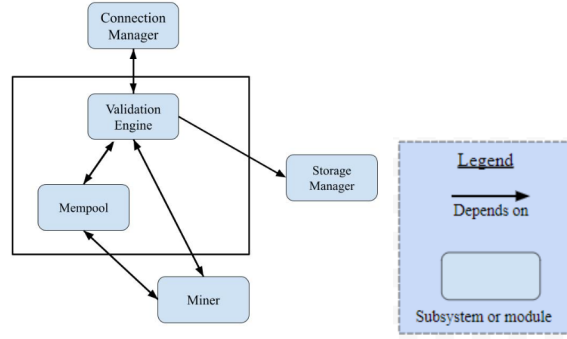 Connection
Manager
Validation
Engine
Storage
Manager
Mempool
Miner
Legend
Depends on
Subsystem or module